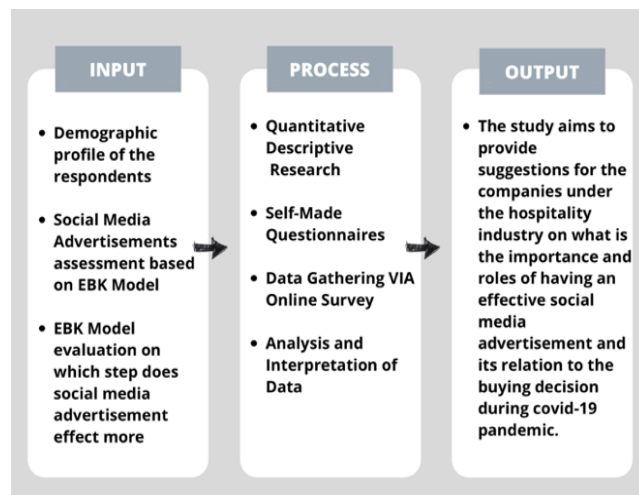 INPUT
Demographic
profile of the
respondents
Social Media
Advertisements
assessment based
on EBK Model
EBK Model
evaluation on
which step does
social media
advertisement
effect more
PROCESS
Quantitative
Descriptive
Research
Self-Made
Questionnaires
Data Gathering VIA
Online Survey
Analysis and
Interpretation of
Data
OUTPUT
The study aims to
provide
suggestions for the
companies under
the hospitality
industry on what is
the importance and
roles of having an
effective social
media
advertisement and
its relation to the
buying decision
during covid-19
pandemic.